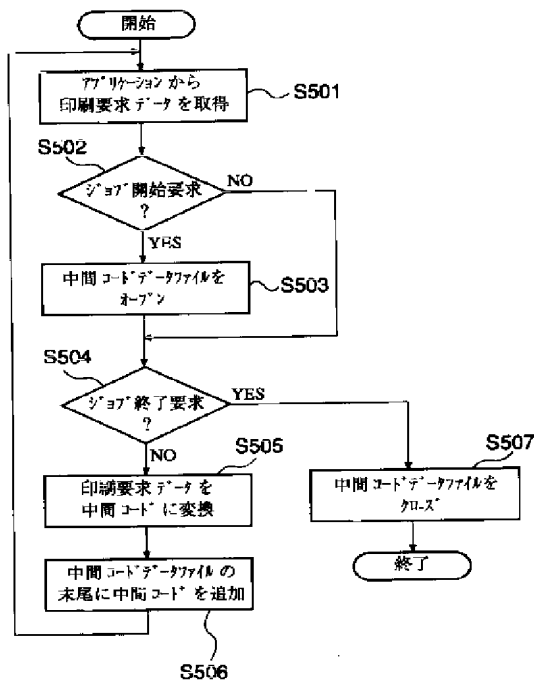 開始
ｱﾌﾟﾘｹｰｼｮﾝから
印刷要求ﾃﾞｰﾀを取得
S501
S502
ｼﾞｮﾌﾞ開始要求
?
NO
YES
中間ｺｰﾄﾞﾃﾞｰﾀﾌｧｲﾙを
ｵｰﾌﾟﾝ
S503
S504
ｼﾞｮﾌﾞ終了要求
?
YES
NO
S505
印刷要求ﾃﾞｰﾀを
中間ｺｰﾄﾞに変換
S507
中間ｺｰﾄﾞﾃﾞｰﾀﾌｧｲﾙを
ｸﾛｰｽﾞ
終了
中間ｺｰﾄﾞﾃﾞｰﾀﾌｧｲﾙの
末尾に中間ｺｰﾄﾞを追加
S506